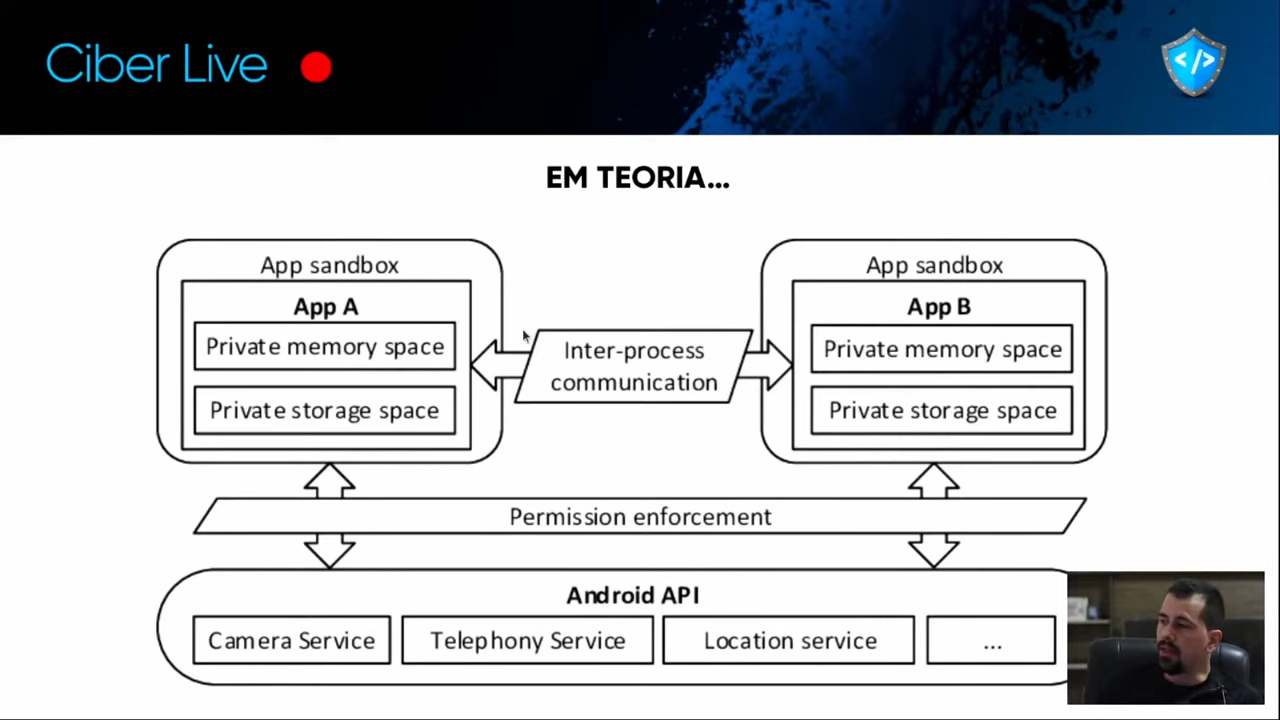 Ciber Live
</>
EM TEORIA...
App sandbox
App A
Private memory space
Private storage space
Inter-process
communication
App sandbox
App B
Private memory space
Private storage space
Permission enforcement
Android API
Camera Service
Telephony Service
Location service
...